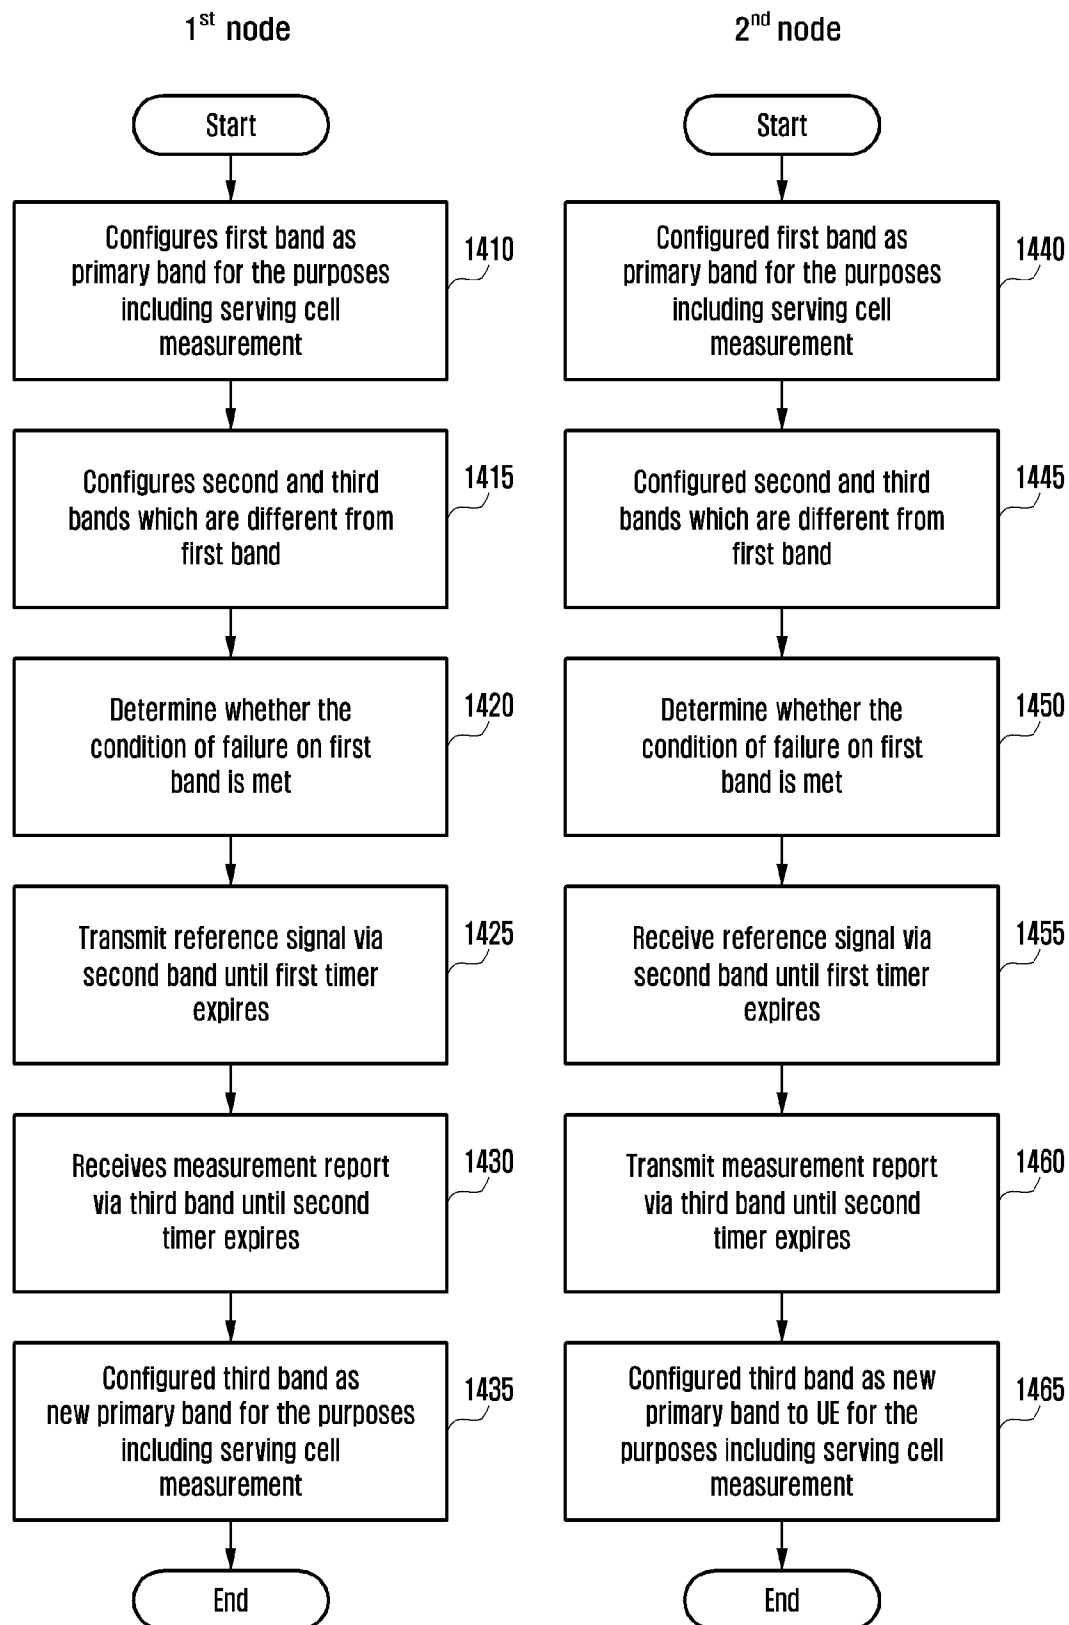 1st node
Start
Configures first band as
primary band for the purposes
including serving cell
measurement
1410
Configures second and third
bands which are different from
first band
1415
Determine whether the
condition of failure on first
band is met
1420
Transmit reference signal via
second band until first timer
expires
1425
Receives measurement report
via third band until second
timer expires
1430
Configured third band as
new primary band for the purposes
including serving cell
measurement
1435
End
2nd node
Start
Configured first band as
primary band for the purposes
including serving cell
measurement
1440
Configured second and third
bands which are different from
first band
1445
Determine whether the
condition of failure on first
band is met
1450
Receive reference signal via
second band until first timer
expires
1455
Transmit measurement report
via third band until second
timer expires
1460
Configured third band as new
primary band to UE for the
purposes including serving cell
measurement
1465
End